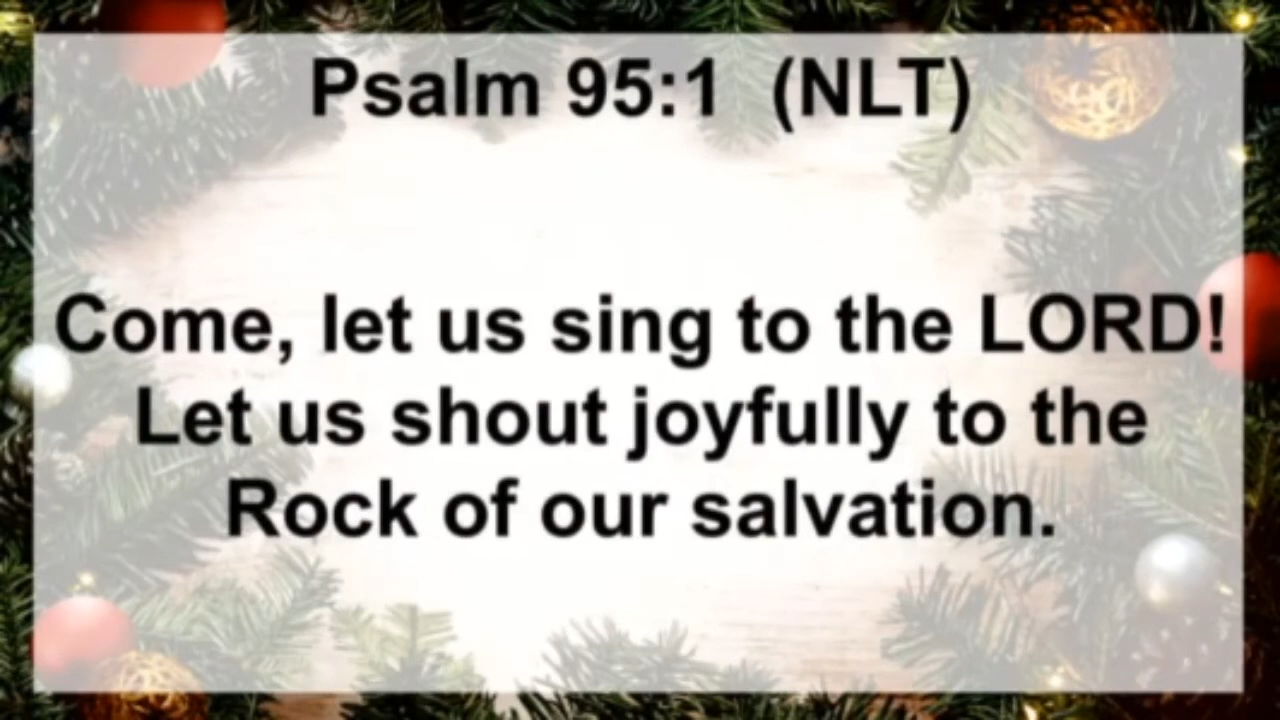 Psalm 95:1 (NLT)
Come, let us sing to the LORD!
Let us shout joyfully to the
Rock of our salvation.